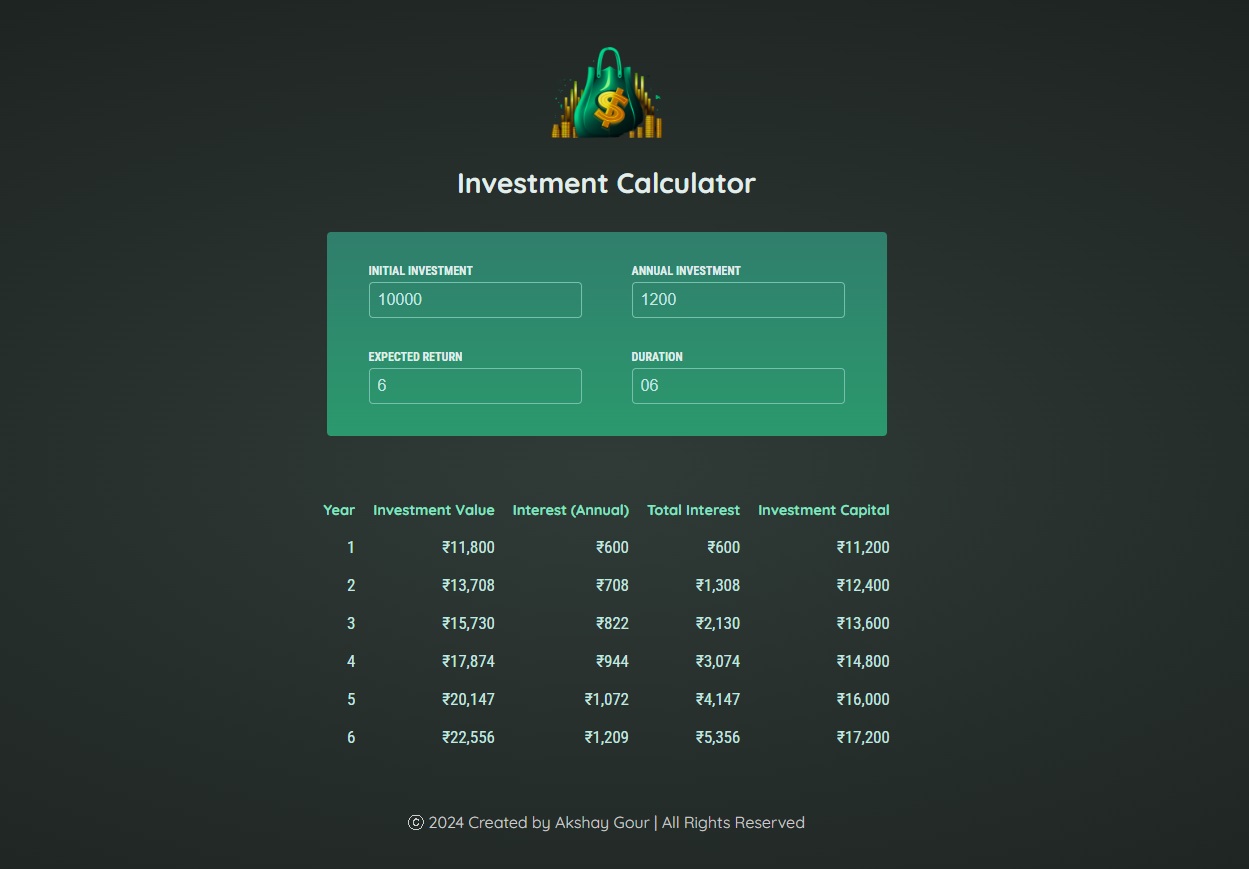 $
Investment Calculator
INITIAL INVESTMENT ANNUAL INVESTMENT
10000 1200
EXPECTED RETURN DURATION
6 06
Year Investment Value Interest (Annual) Total Interest Investment Capital
1 ₹11,800 ₹600 ₹600 ₹11,200
2 ₹13,708 ₹708 ₹1,308 ₹12,400
3 ₹15,730 ₹822 ₹2,130 ₹13,600
4 ₹17,874 ₹944 ₹3,074 ₹14,800
5 ₹20,147 ₹1,072 ₹4,147 ₹16,000
6 ₹22,556 ₹1,209 ₹5,356 ₹17,200
© 2024 Created by Akshay Gour | All Rights Reserved